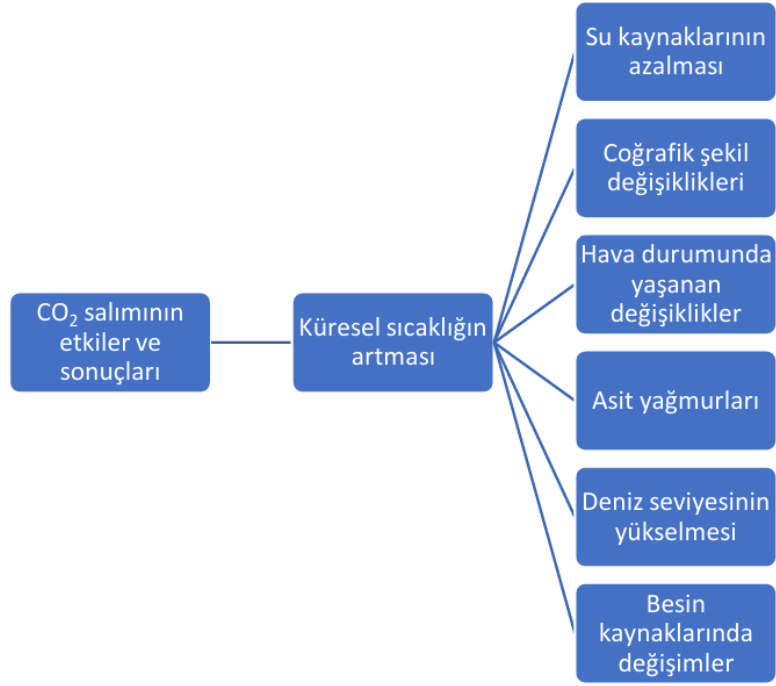 CO₂ salımının
etkiler ve
sonuçları
Küresel sıcaklığın
artması
Su kaynaklarının
azalması
Coğrafik şekil
değişiklikleri
Hava durumunda
yaşanan
değişiklikler
Asit yağmurları
Deniz seviyesinin
yükselmesi
Besin
kaynaklarında
değişimler